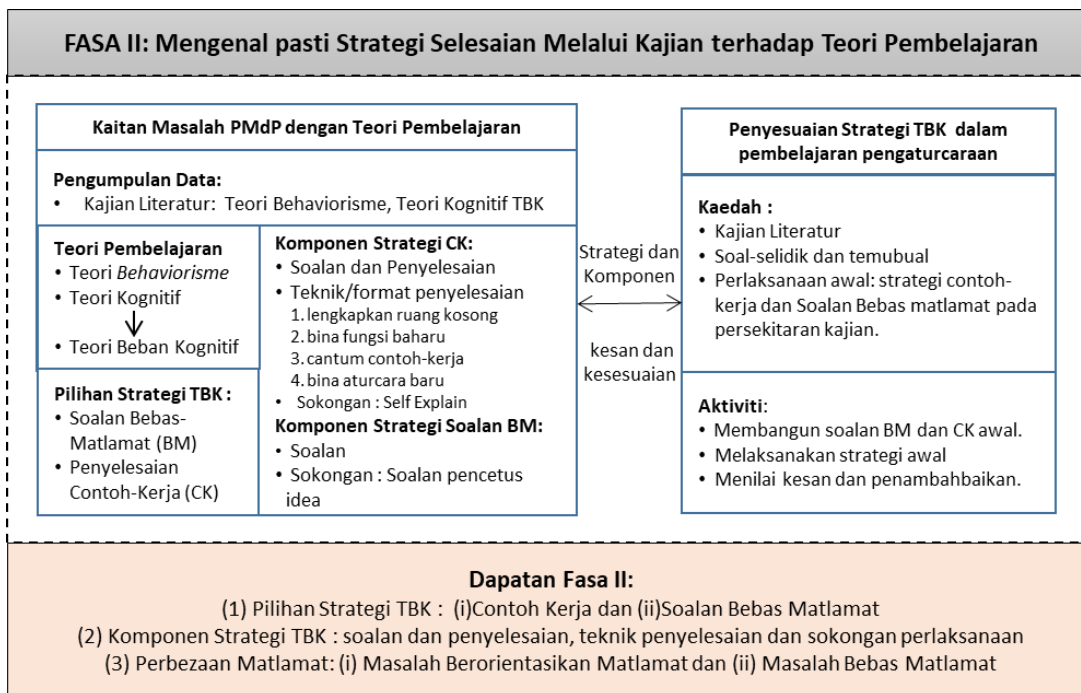 FASA II: Mengenal pasti Strategi Selesaian Melalui Kajian terhadap Teori Pembelajaran
Kaitan Masalah PMdP dengan Teori Pembelajaran
Pengumpulan Data:
• Kajian Literatur: Teori Behaviorisme, Teori Kognitif TBK
Teori Pembelajaran
• Teori Behaviorisme
• Teori Kognitif
• Teori Beban Kognitif
Pilihan Strategi TBK :
• Soalan Bebas-
Matlamat (BM)
• Penyelesaian
Contoh-Kerja (CK)
Komponen Strategi CK:
• Soalan dan Penyelesaian
• Teknik/format penyelesaian
1. lengkapkan ruang kosong
2. bina fungsi baharu
3. cantum contoh-kerja
4. bina aturcara baru
• Sokongan : Self Explain
Komponen Strategi Soalan BM:
• Soalan
• Sokongan : Soalan pencetus
idea
Strategi dan
Komponen
kesan dan
kesesuaian
Penyesuaian Strategi TBK dalam
pembelajaran pengaturcaraan
Kaedah :
• Kajian Literatur
• Soal-selidik dan temubual
• Perlaksanaan awal: strategi contoh-
kerja dan Soalan Bebas matlamat pada
persekitaran kajian.
Aktiviti:
• Membangun soalan BM dan CK awal.
• Melaksanakan strategi awal
• Menilai kesan dan penambahbaikan.
Dapatan Fasa II:
(1) Pilihan Strategi TBK : (i)Contoh Kerja dan (ii)Soalan Bebas Matlamat
(2) Komponen Strategi TBK : soalan dan penyelesaian, teknik penyelesaian dan sokongan perlaksanaan
(3) Perbezaan Matlamat: (i) Masalah Berorientasikan Matlamat dan (ii) Masalah Bebas Matlamat